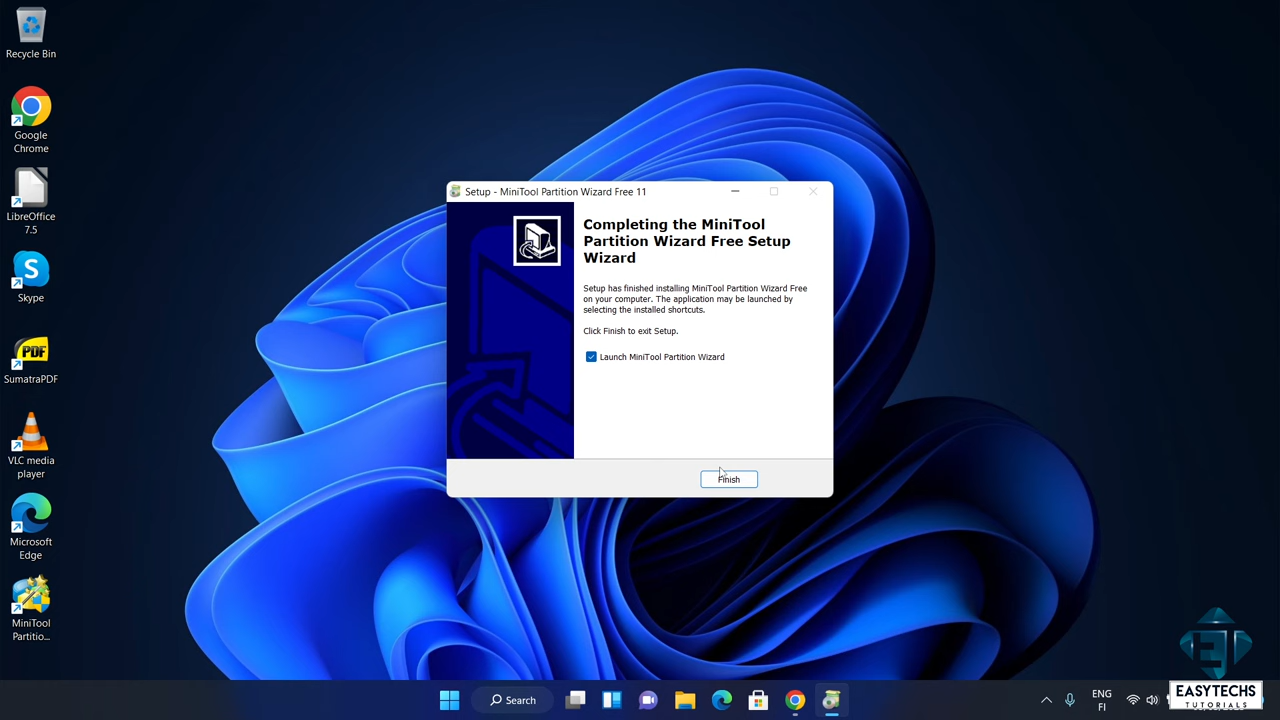 Recycle Bin
Google
Chrome
LibreOffice
7.5
Skype
PDF
SumatraPDF
VLC media
player
Microsoft
Edge
MiniTool
Partitio...
Setup - MiniTool Partition Wizard Free 11
Completing the MiniTool
Partition Wizard Free Setup
Wizard
Setup has finished installing MiniTool Partition Wizard Free
on your computer. The application may be launched by
selecting the installed shortcuts.
Click Finish to exit Setup.
Launch MiniTool Partition Wizard
Finish
Search
ENG
FI
ET
EASYTECHS
TUTORIALS